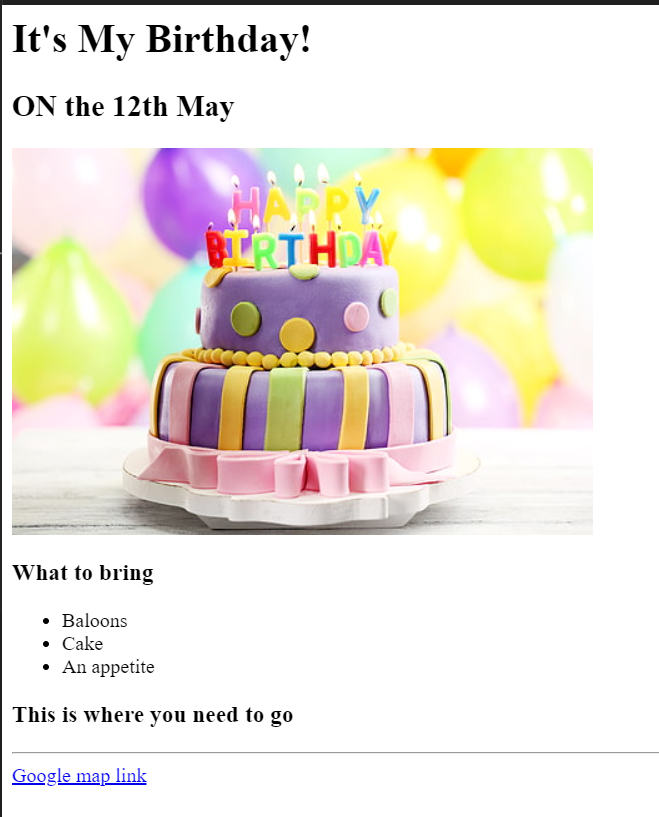 It's My Birthday!
ON the 12th May
HAPPY
BIRTHDAY
What to bring
Baloons
Cake
An appetite
This is where you need to go
Google map link